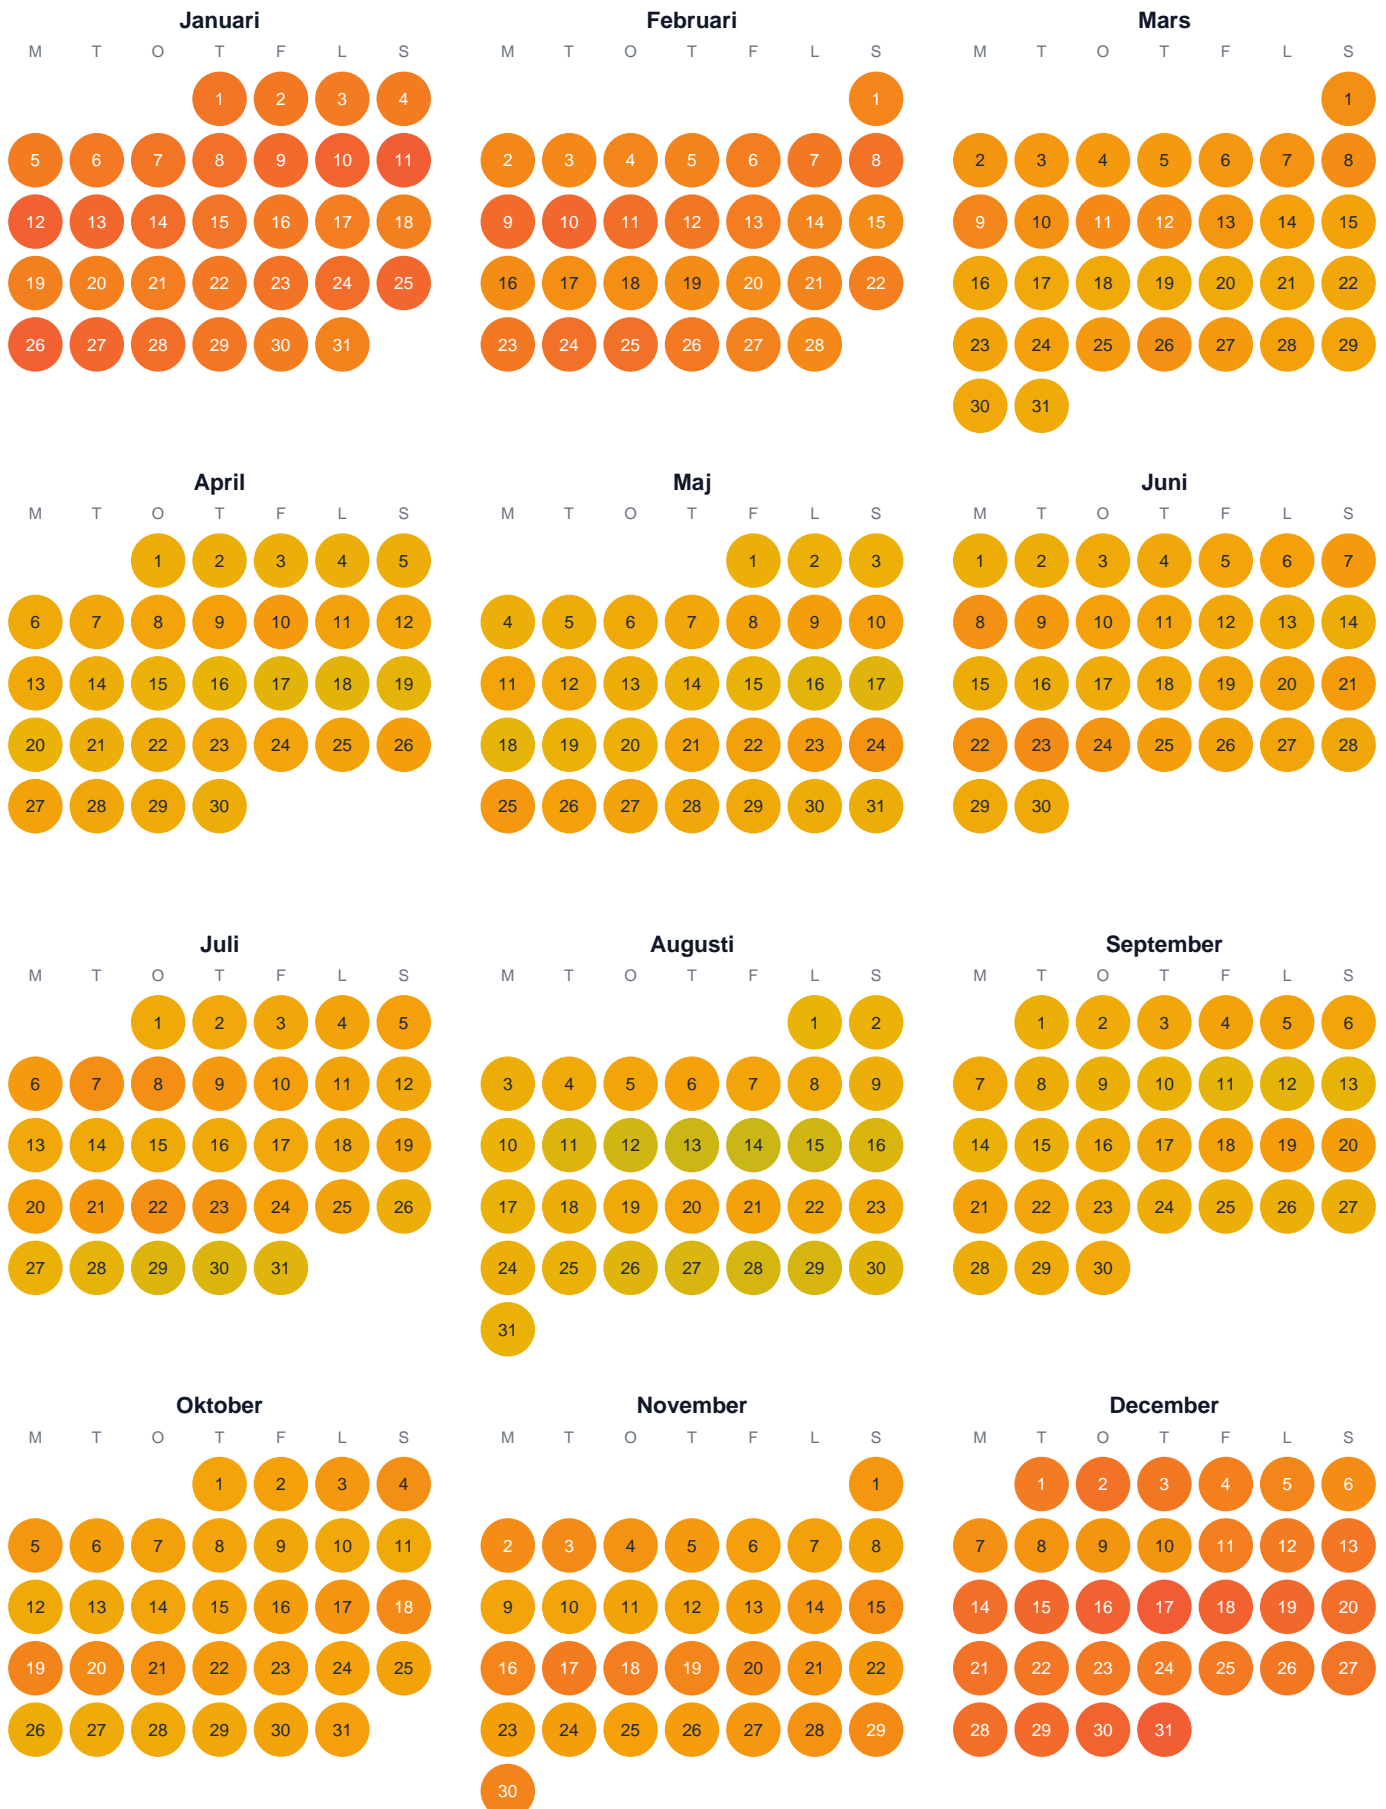 Januari Februari Mars
M T O T F L S M T O T F L S M T O T F L S
1 2 3 4 1 1
5 6 7 8 9 10 11 2 3 4 5 6 7 8 2 3 4 5 6 7 8
12 13 14 15 16 17 18 9 10 11 12 13 14 15 9 10 11 12 13 14 15
19 20 21 22 23 24 25 16 17 18 19 20 21 22 16 17 18 19 20 21 22
26 27 28 29 30 31 23 24 25 26 27 28 23 24 25 26 27 28 29
30 31
April Maj Juni
M T O T F L S M T O T F L S M T O T F L S
1 2 3 4 5 1 2 3 1 2 3 4 5 6 7
6 7 8 9 10 11 12 4 5 6 7 8 9 10 8 9 10 11 12 13 14
13 14 15 16 17 18 19 11 12 13 14 15 16 17 15 16 17 18 19 20 21
20 21 22 23 24 25 26 18 19 20 21 22 23 24 22 23 24 25 26 27 28
27 28 29 30 25 26 27 28 29 30 31 29 30
Juli Augusti September
M T O T F L S M T O T F L S M T O T F L S
1 2 3 4 5 1 2 1 2 3 4 5 6
6 7 8 9 10 11 12 3 4 5 6 7 8 9 7 8 9 10 11 12 13
13 14 15 16 17 18 19 10 11 12 13 14 15 16 14 15 16 17 18 19 20
20 21 22 23 24 25 26 17 18 19 20 21 22 23 21 22 23 24 25 26 27
27 28 29 30 31 24 25 26 27 28 29 30 28 29 30
31
Oktober November December
M T O T F L S M T O T F L S M T O T F L S
1 2 3 4 1 1 2 3 4 5 6
5 6 7 8 9 10 11 2 3 4 5 6 7 8 7 8 9 10 11 12 13
12 13 14 15 16 17 18 9 10 11 12 13 14 15 14 15 16 17 18 19 20
19 20 21 22 23 24 25 16 17 18 19 20 21 22 21 22 23 24 25 26 27
26 27 28 29 30 31 23 24 25 26 27 28 29 28 29 30 31
30